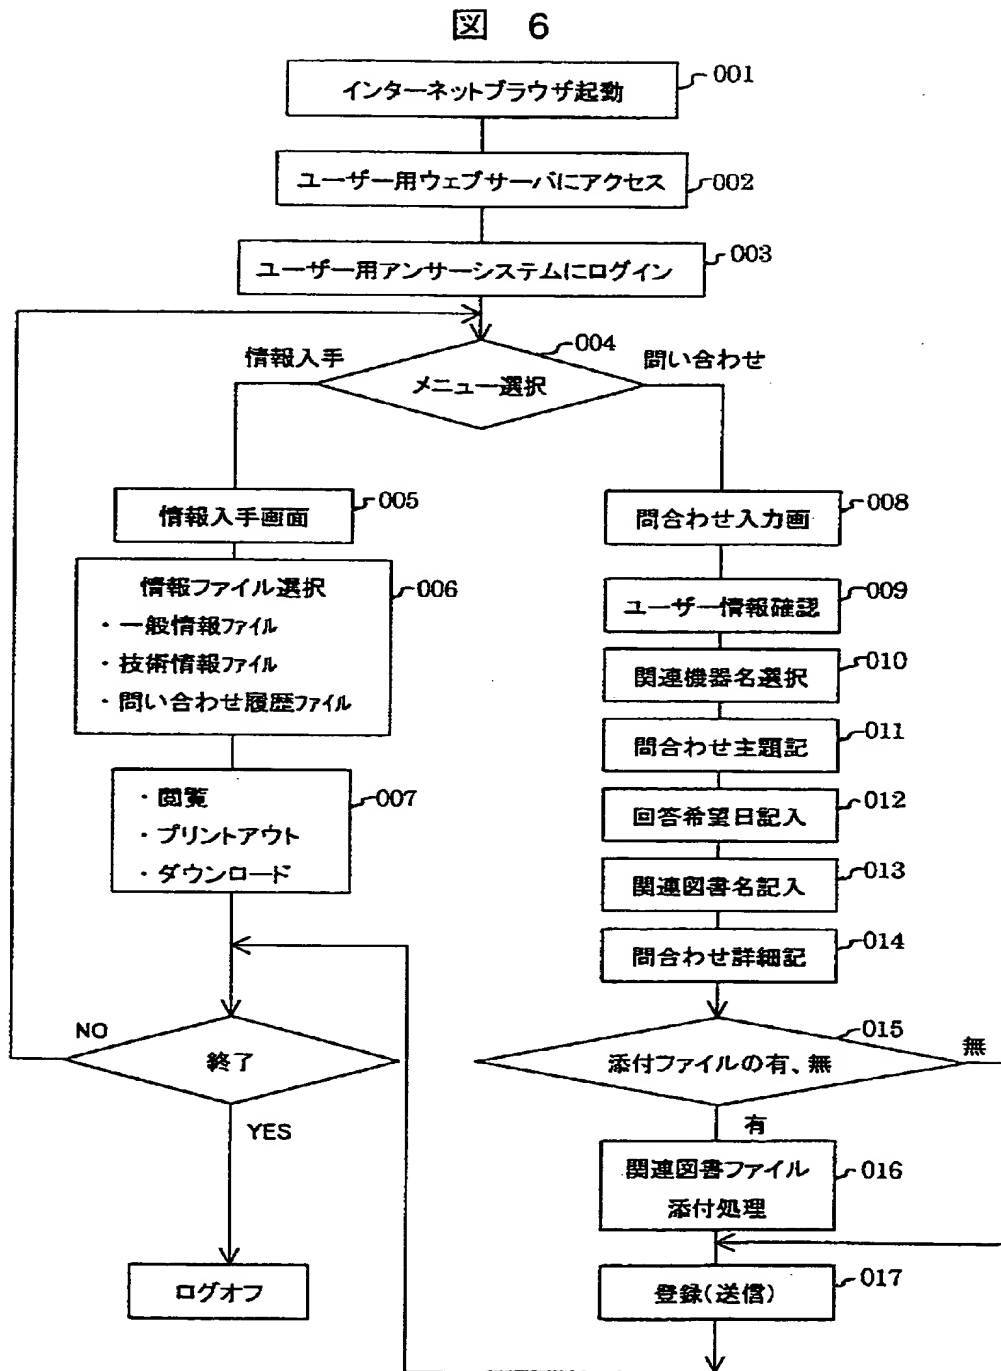 図 6
インターネットブラウザ起動
001
ユーザー用ウェブサーバにアクセス
002
ユーザー用アンサーシステムにログイン
003
004
情報入手
問い合わせ
メニュー選択
情報入手画面
005
情報ファイル選択
・一般情報ファイル
・技術情報ファイル
・問い合わせ履歴ファイル
006
・閲覧
・プリントアウト
・ダウンロード
007
NO
終了
YES
ログオフ
問合わせ入力画
008
ユーザー情報確認
009
関連機器名選択
010
問合わせ主題記
011
回答希望日記入
012
関連図書名記入
013
問合わせ詳細記
014
015
添付ファイルの有、無
無
有
関連図書ファイル
添付処理
016
登録(送信)
017